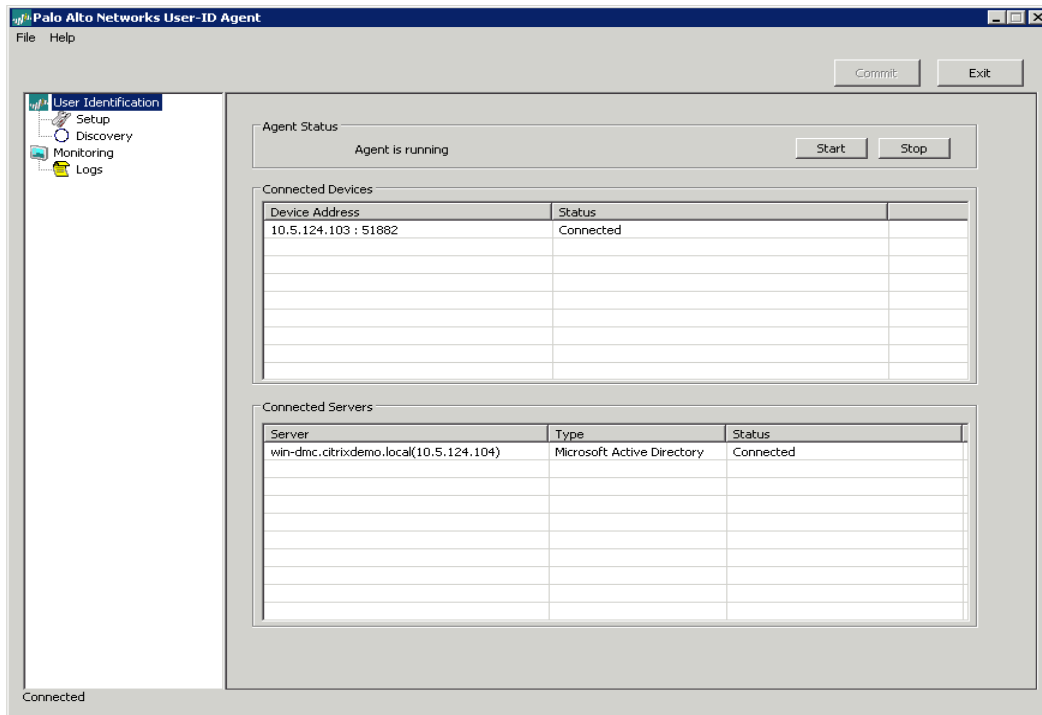 Palo Alto Networks User-ID Agent
File Help
Commit Exit
User Identification
Setup
Discovery
Monitoring
Logs
Agent Status
Agent is running Start Stop
Connected Devices
Device Address Status
10.5.124.103 : 51882 Connected
Connected Servers
Server Type Status
win-dmc.citrixdemo.local(10.5.124.104) Microsoft Active Directory Connected
Connected